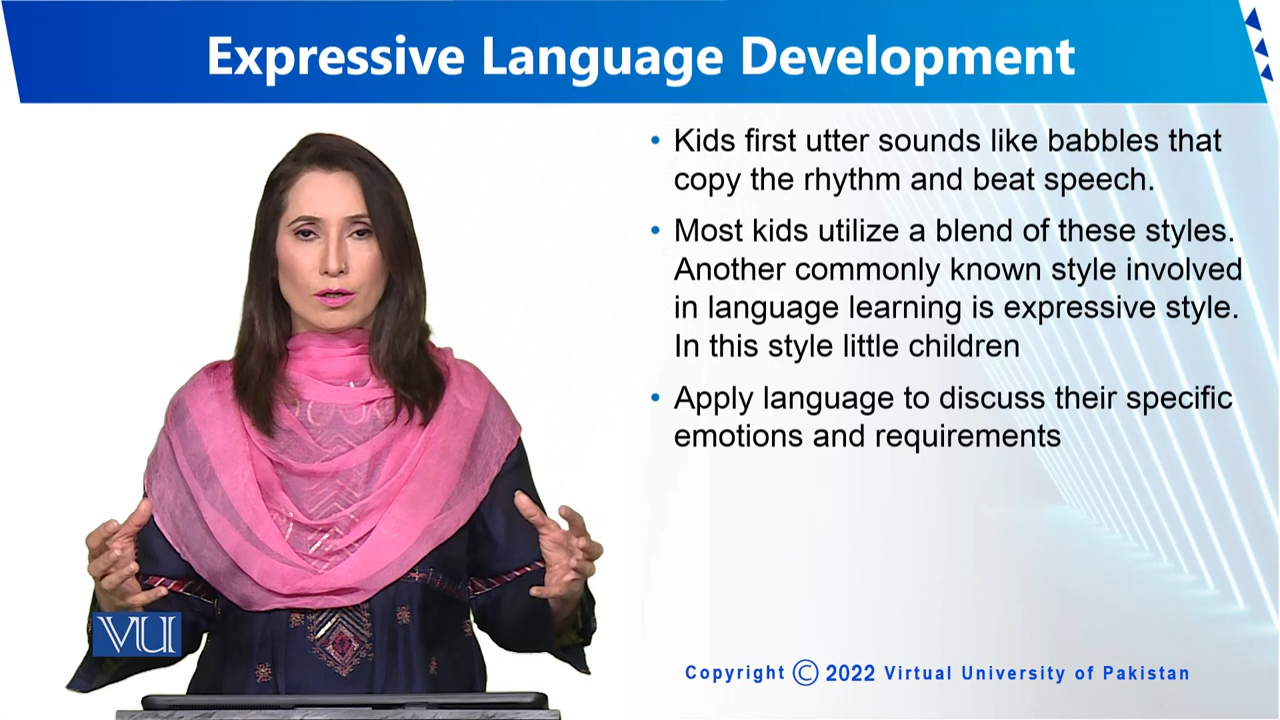 Expressive Language Development
• Kids first utter sounds like babbles that
copy the rhythm and beat speech.
• Most kids utilize a blend of these styles.
Another commonly known style involved
in language learning is expressive style.
In this style little children
• Apply language to discuss their specific
emotions and requirements
VU
Copyright © 2022 Virtual University of Pakistan